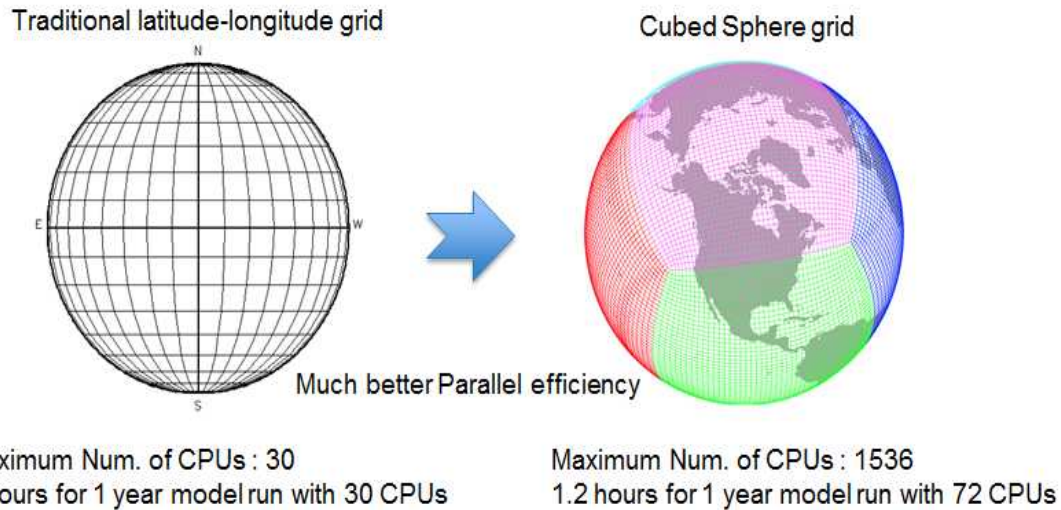 Traditional latitude-longitude grid
Cubed Sphere grid
N
E
W
S
Much better Parallel efficiency
Num. of CPUs : 30
for 1 year model run with 30 CPUs
Maximum Num. of CPUs : 1536
1.2 hours for 1 year model run with 72 CPUs